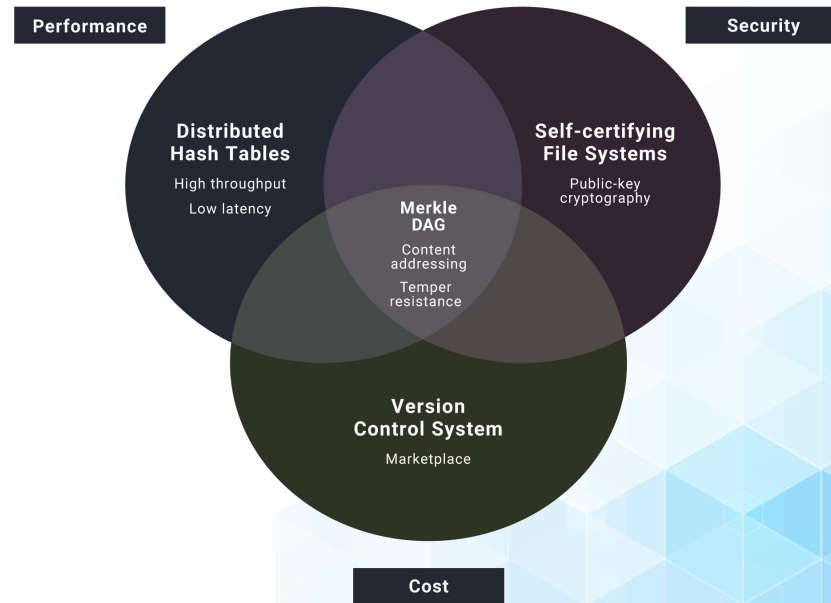 Performance
Security
Distributed
Hash Tables
High throughput
Low latency
Self-certifying
File Systems
Public-key
cryptography
Merkle
DAG
Content
addressing
Temper
resistance
Version
Control System
Marketplace
Cost